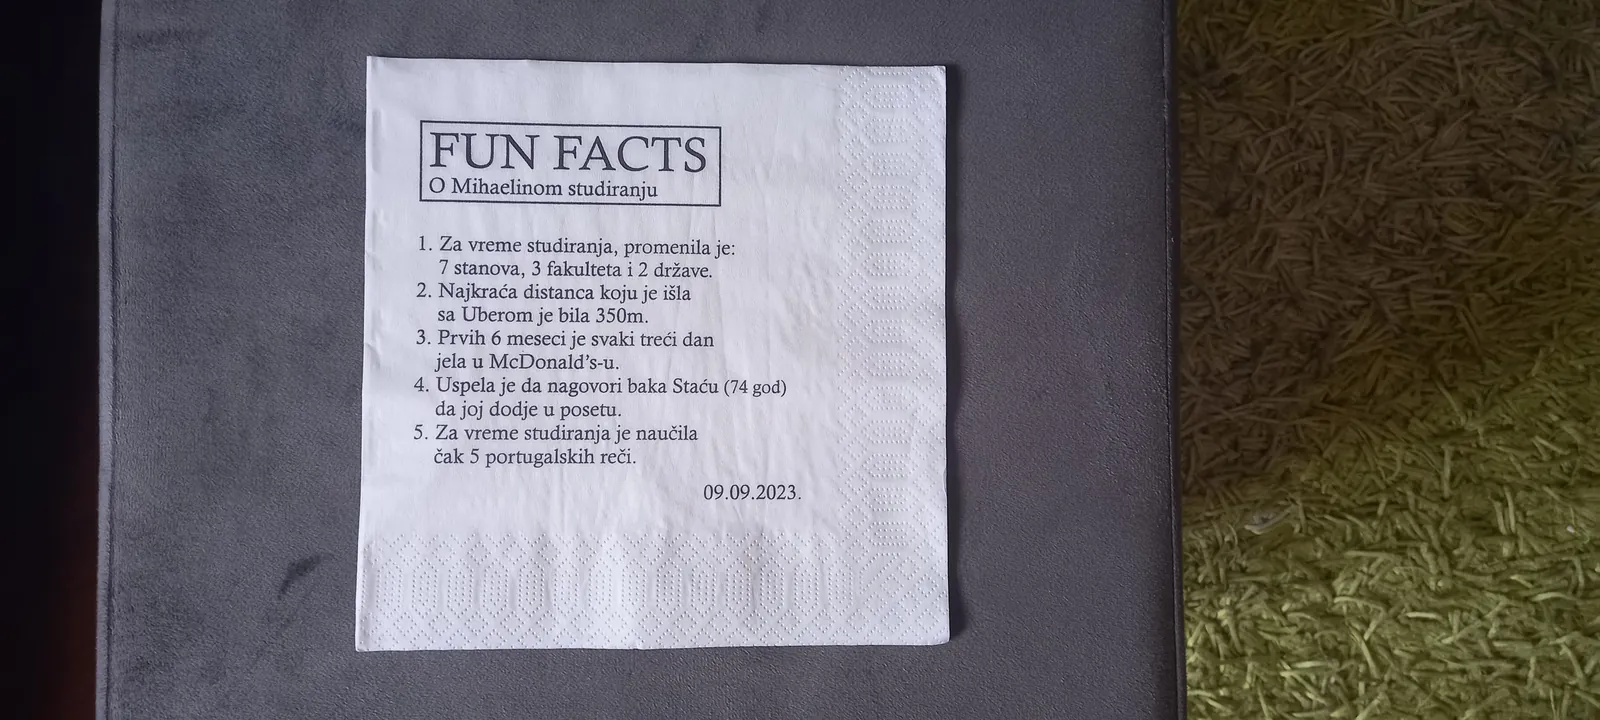 FUN FACTS
O Mihaelinom studiranju
1. Za vreme studiranja, promenila je:
7 stanova, 3 fakulteta i 2 države.
2. Najkraća distanca koju je išla
sa Uberom je bila 350m.
3. Prvih 6 meseci je svaki treći dan
jela u McDonald’s-u.
4. Uspela je da nagovori baka Staću (74 god)
da joj dodje u posetu.
5. Za vreme studiranja je naučila
čak 5 portugalskih reči.
09.09.2023.